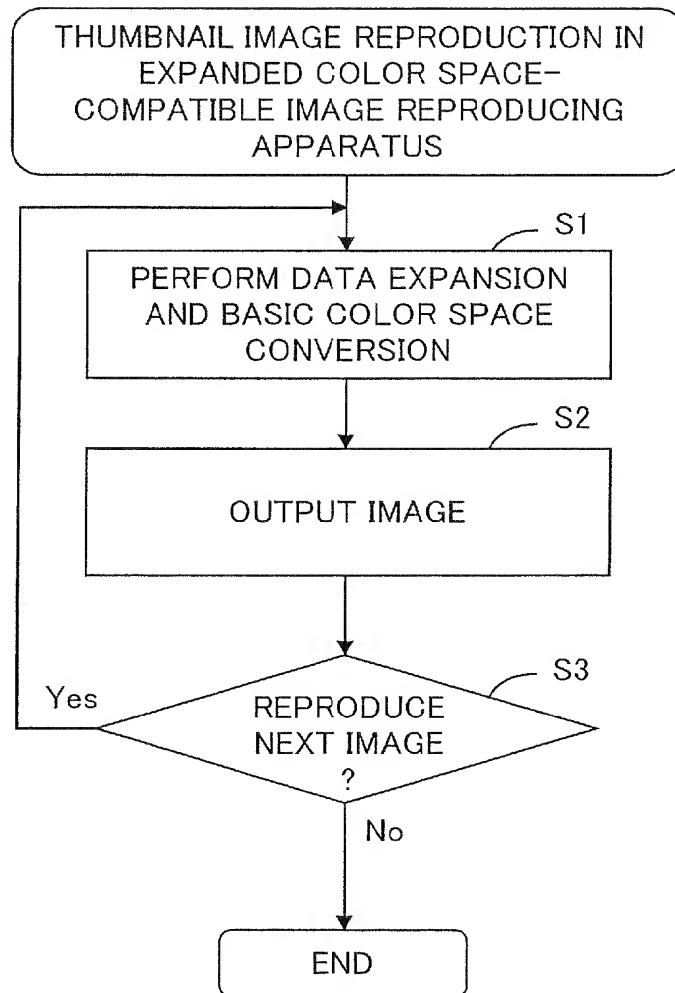 THUMBNAIL IMAGE REPRODUCTION IN
EXPANDED COLOR SPACE-
COMPATIBLE IMAGE REPRODUCING
APPARATUS
S1
PERFORM DATA EXPANSION
AND BASIC COLOR SPACE
CONVERSION
S2
OUTPUT IMAGE
S3
Yes
REPRODUCE
NEXT IMAGE
?
No
END